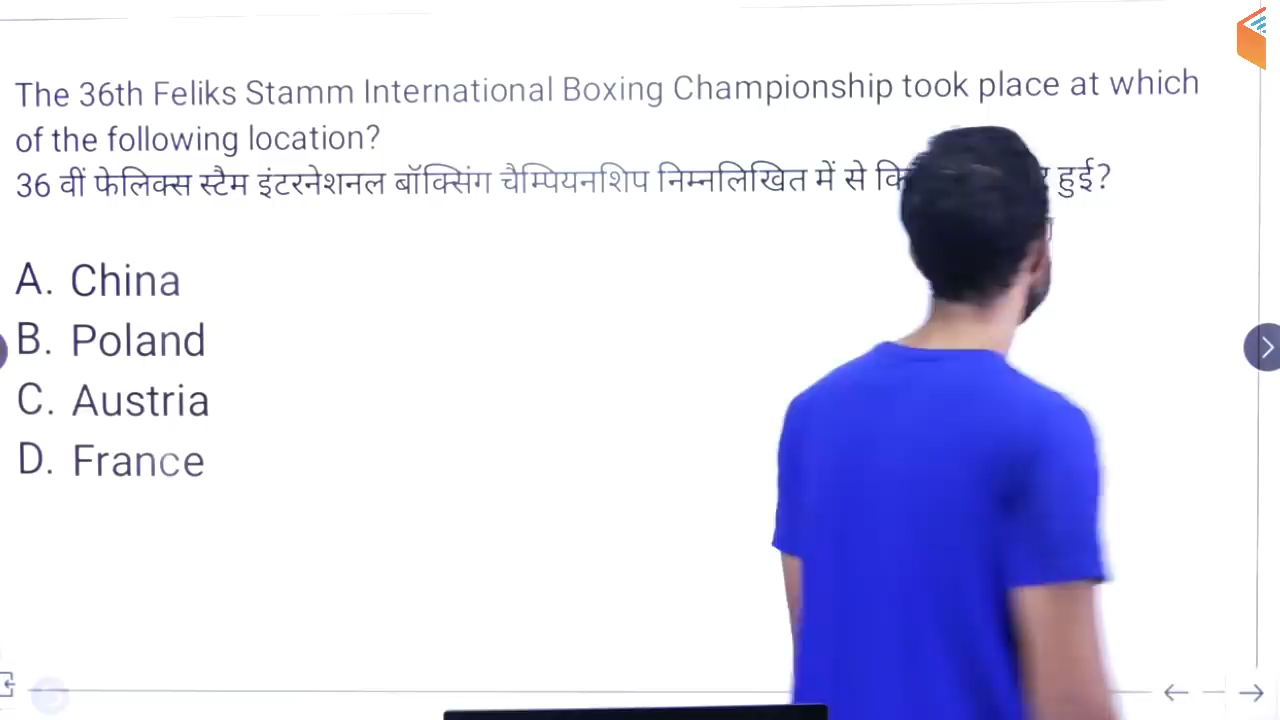 The 36th Feliks Stamm International Boxing Championship took place at which
of the following location?
36 वीं फेलिक्स स्टैम इंटरनेशनल बॉक्सिंग चैम्पियनशिप निम्नलिखित में से हुई?
A. China
B. Poland
C. Austria
D. France